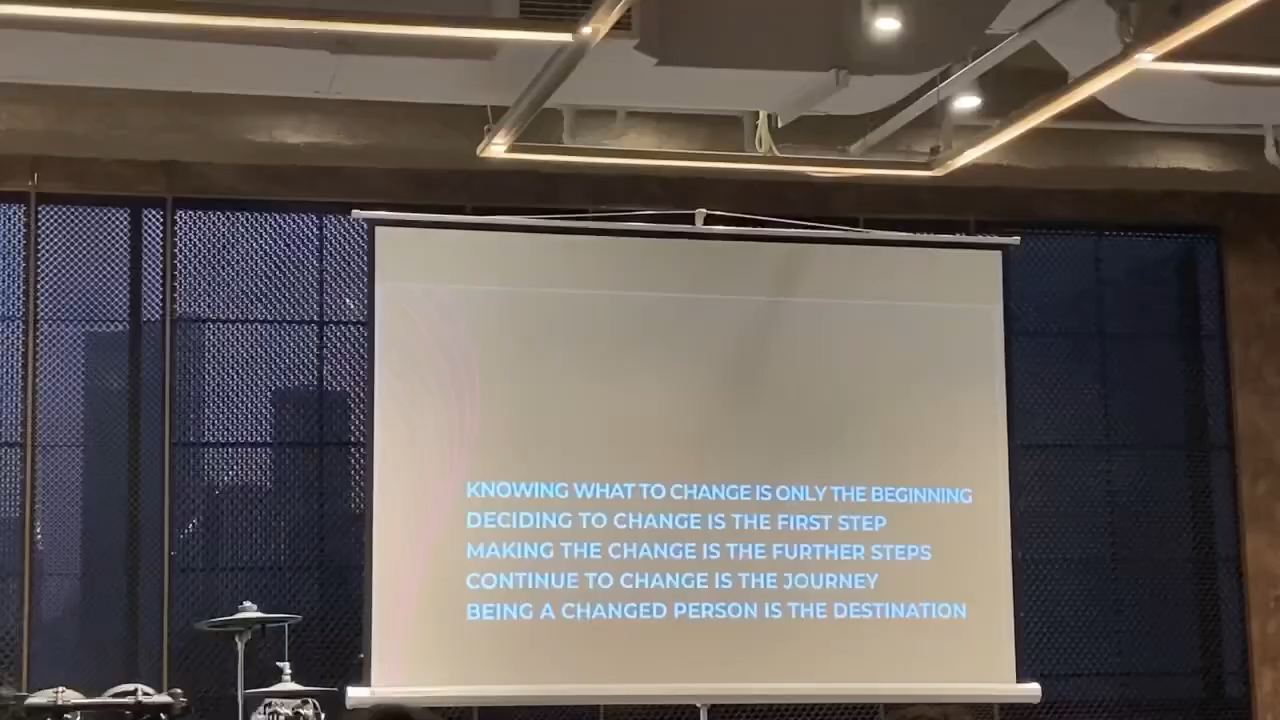 KNOWING WHAT TO CHANGE IS ONLY THE BEGINNING
DECIDING TO CHANGE IS THE FIRST STEP
MAKING THE CHANGE IS THE FURTHER STEPS
CONTINUE TO CHANGE IS THE JOURNEY
BEING A CHANGED PERSON IS THE DESTINATION